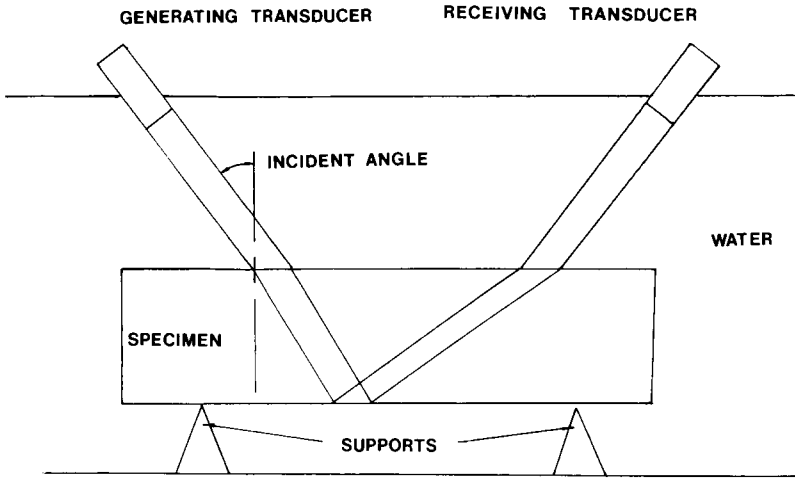 GENERATING TRANSDUCER
RECEIVING TRANSDUCER
INCIDENT ANGLE
WATER
SPECIMEN
SUPPORTS